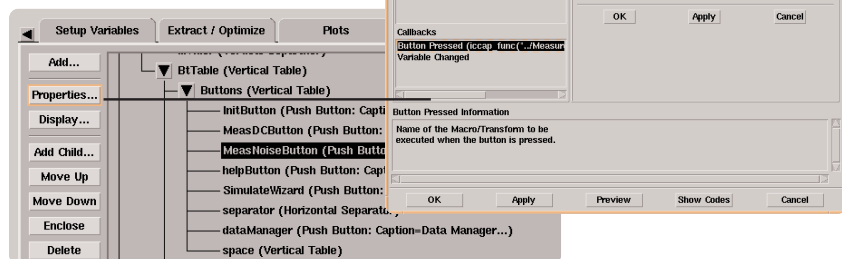 Setup Variables
Extract / Optimize
Plots
Add...
Properties...
Display...
Add Child...
Move Up
Move Down
Enclose
Delete
BtTable (Vertical Table)
Buttons (Vertical Table)
InitButton (Push Button: Capti
MeasDCButton (Push Button:
MeasNoiseButton (Push Butto
helpButton (Push Button: Capt
SimulateWizard (Push Button:
separator (Horizontal Separator)
dataManager (Push Button: Caption=Data Manager...)
space (Vertical Table)
OK
Apply
Cancel
Callbacks
Button Pressed (iccap_func("../Measur
Variable Changed
Button Pressed Information
Name of the Macro/Transform to be
executed when the button is pressed.
OK
Apply
Preview
Show Codes
Cancel